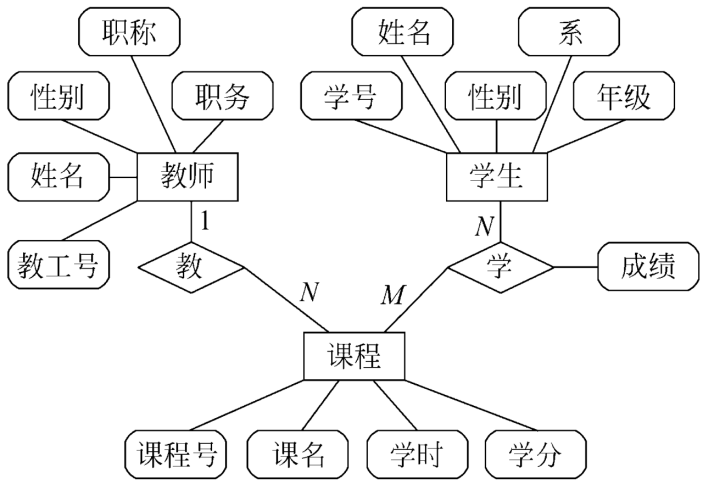 职称
姓名
系
性别
职务
学号
性别
年级
姓名
教师
学生
1
N
教工号
教
学
成绩
N
M
课程
课程号
课名
学时
学分